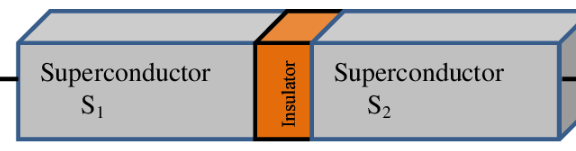 Superconductor
S₁
Insulator
Superconductor
S₂